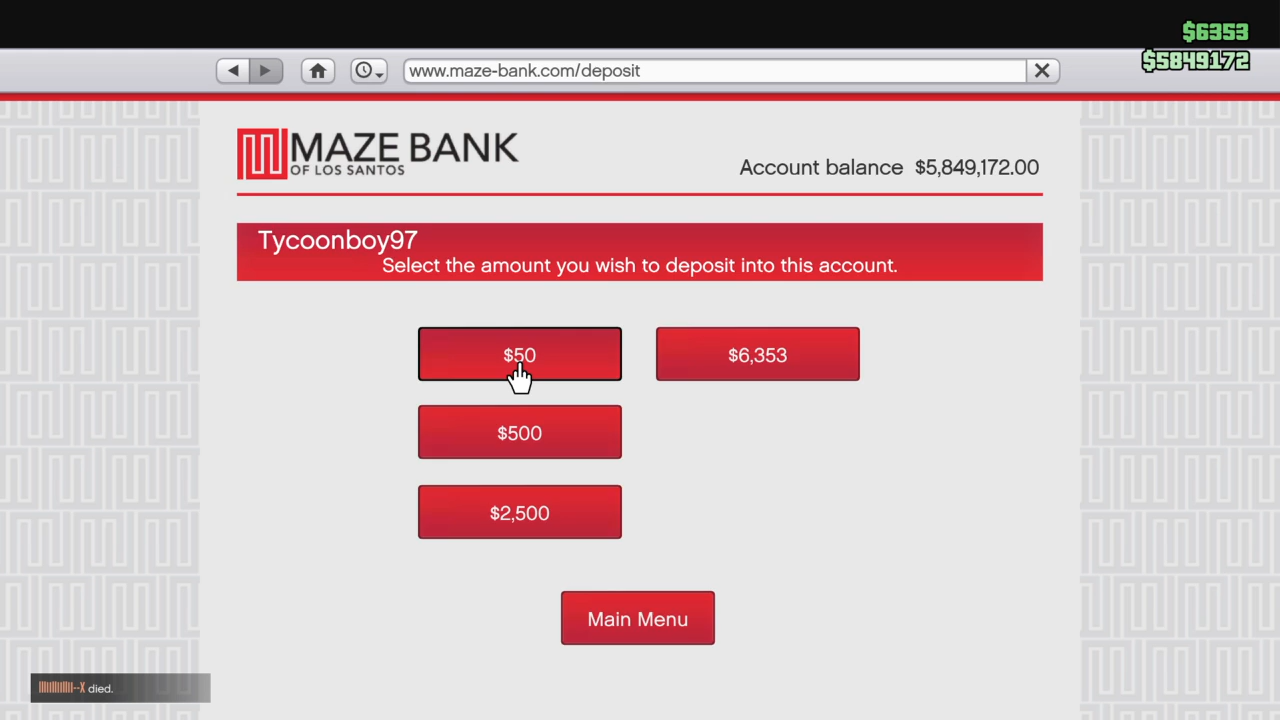 $6353
$5849172
www.maze-bank.com/deposit
MAZE BANK
OF LOS SANTOS
Account balance $5,849,172.00
Tycoonboy97
Select the amount you wish to deposit into this account.
$50
$6,353
$500
$2,500
Main Menu
died.